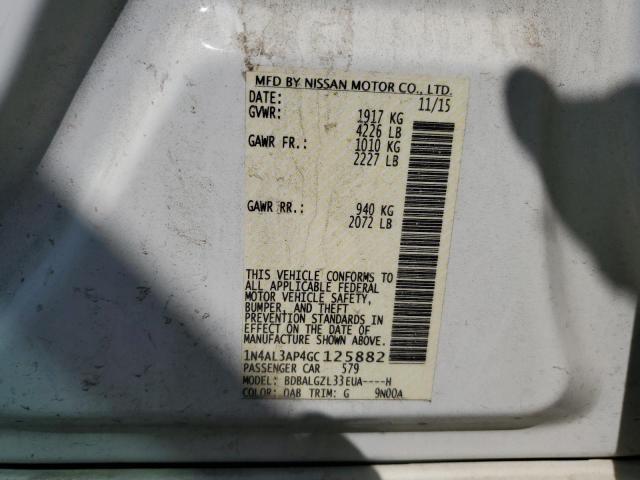 MFD BY NISSAN MOTOR CO., LTD.
DATE: 11/15
GVWR: 1917 KG
4226 LB
GAWR FR.: 1010 KG
2227 LB
GAWR RR.: 940 KG
2072 LB
THIS VEHICLE CONFORMS TO
ALL APPLICABLE FEDERAL
MOTOR VEHICLE SAFETY,
BUMPER, AND THEFT
PREVENTION STANDARDS IN
EFFECT ON THE DATE OF
MANUFACTURE SHOWN ABOVE.
1N4AL3AP4GC125882
PASSENGER CAR 579
MODEL: BDBALGZL33EUA----H
COLOR: QAB TRIM: G 9N00A